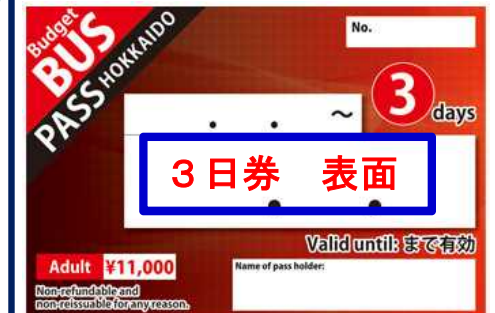 Budget
BUS
PASS HOKKAIDO
No.
3 days
. . ~
3日券 表面
Valid until: まで有効
Adult ¥11,000
Name of pass holder:
Non-refundable and
non-reissuable for any reason.